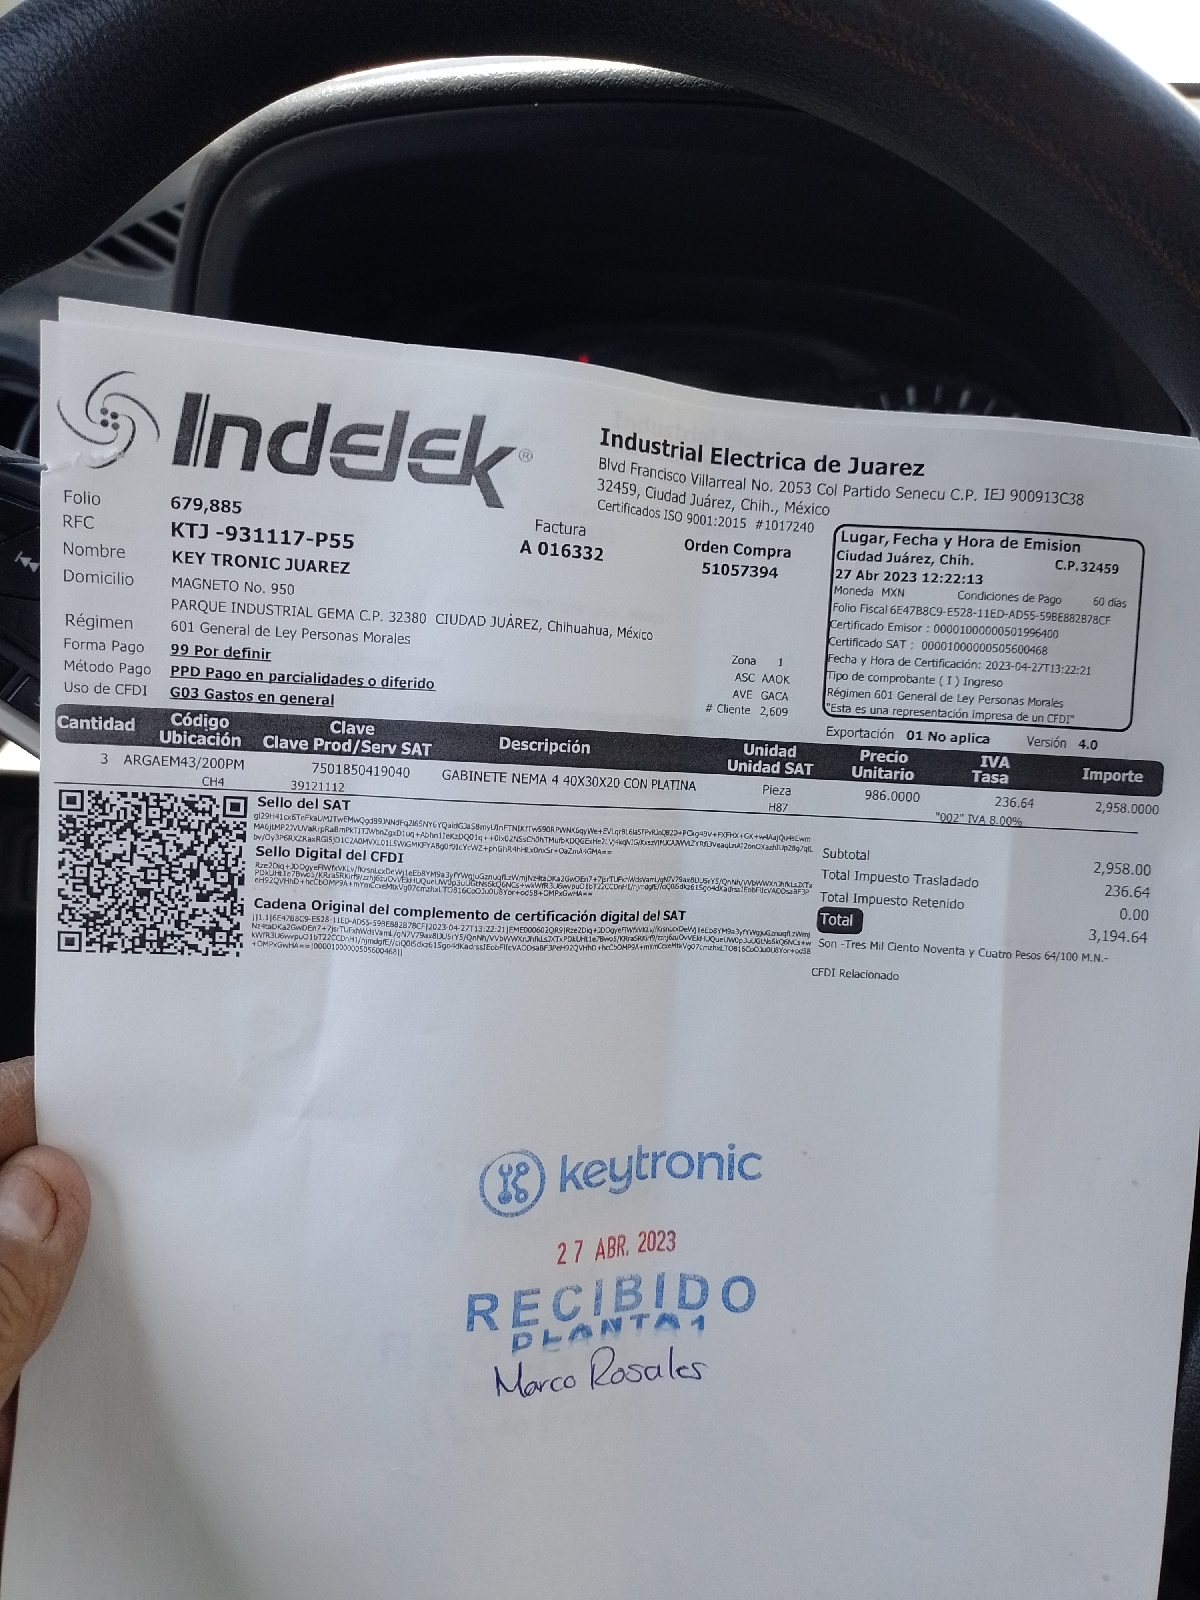 Indelek®
Industrial Electrica de Juarez
Blvd Francisco Villarreal No. 2053 Col Partido Senecu C.P. IEJ 900913C38
32459, Ciudad Juárez, Chih., México
Certificados ISO 9001:2015 #1017240
Folio 679,885
RFC KTJ -931117-P55
Nombre KEY TRONIC JUAREZ
Domicilio MAGNETO No. 950
PARQUE INDUSTRIAL GEMA C.P. 32380 CIUDAD JUÁREZ, Chihuahua, México
Régimen 601 General de Ley Personas Morales
Forma Pago 99 Por definir
Método Pago PPD Pago en parcialidades o diferido
Uso de CFDI G03 Gastos en general
Factura
A 016332
Orden Compra
51057394
Zona 1
ASC AAOK
AVE GACA
# Cliente 2,609
Lugar, Fecha y Hora de Emision
Ciudad Juárez, Chih. C.P.32459
27 Abr 2023 12:22:13
Moneda MXN Condiciones de Pago 60 días
Folio Fiscal 6E47B8C9-E528-11ED-AD55-59BE882B78CF
Certificado Emisor : 00001000000501996400
Certificado SAT : 00001000000505600468
Fecha y Hora de Certificación: 2023-04-27T13:22:21
Tipo de comprobante ( I ) Ingreso
Régimen 601 General de Ley Personas Morales
"Esta es una representación impresa de un CFDI"
Exportación 01 No aplica Versión 4.0
Cantidad Código Ubicación Clave Clave Prod/Serv SAT Descripción Unidad Unidad SAT Precio Unitario IVA Tasa Importe
3 ARGAEM43/200PM 7501850419040 GABINETE NEMA 4 40X30X20 CON PLATINA Pieza 986.0000 236.64 2,958.0000
CH4 39121112 H87 "002" IVA 8.00%
Sello del SAT
Sello Digital del CFDI
Cadena Original del complemento de certificación digital del SAT
Subtotal 2,958.00
Total Impuesto Trasladado 236.64
Total Impuesto Retenido 0.00
Total 3,194.64
Son -Tres Mil Ciento Noventa y Cuatro Pesos 64/100 M.N.-
CFDI Relacionado
keytronic
27 ABR. 2023
RECIBIDO
PLANTA 1
Marco Rosales